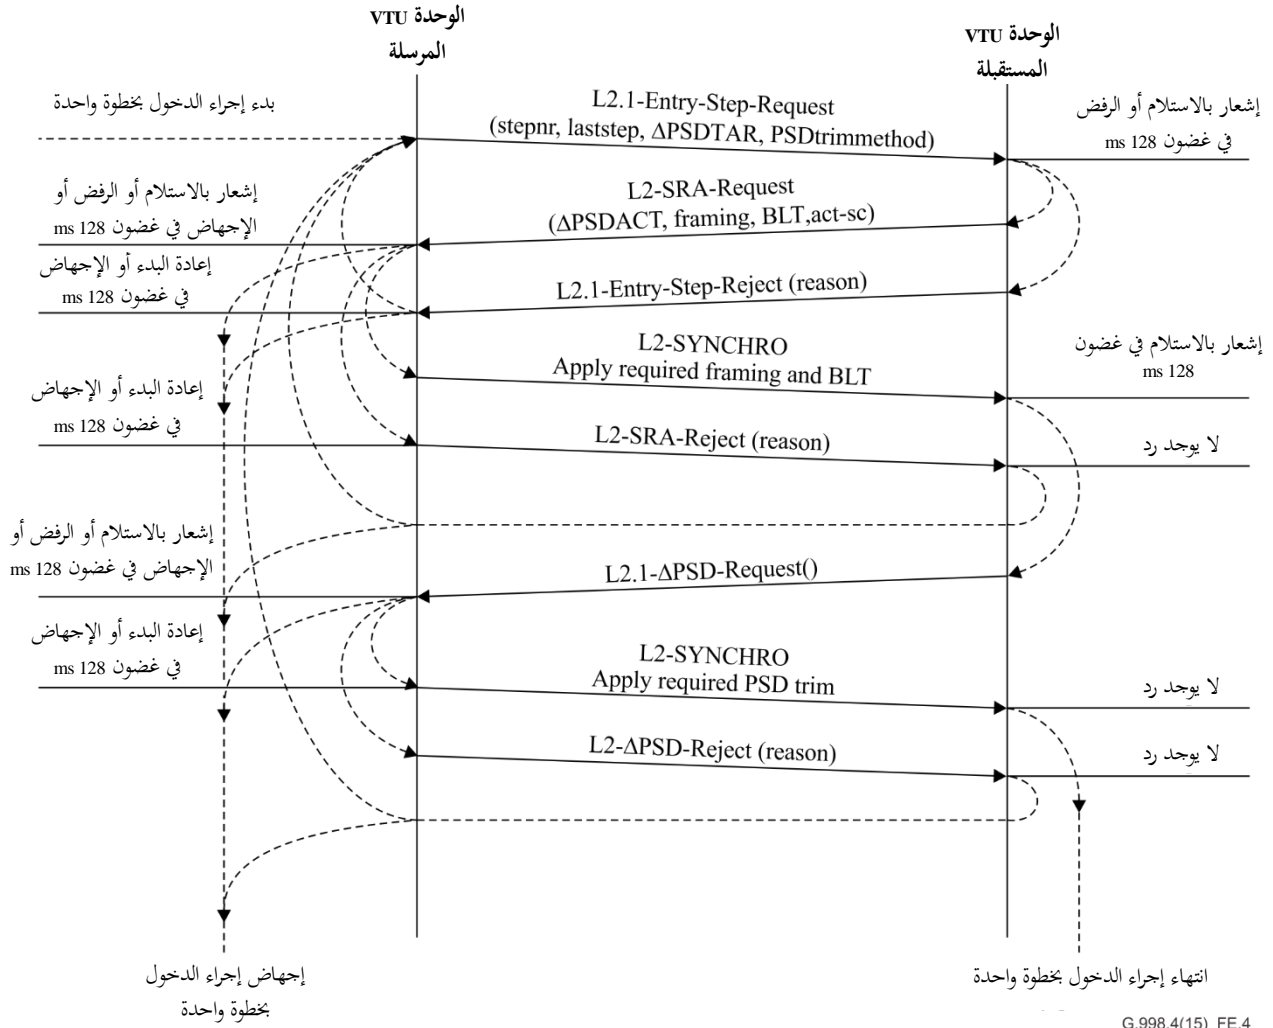 الوحدة VTU
المرسلة
الوحدة VTU
المستقبلة
بدء إجراء الدخول بخطوة واحدة
L2.1-Entry-Step-Request
(stepnr, laststep, ΔPSDTAR, PSDtrimmethod)
إشعار بالاستلام أو الرفض
في غضون 128 ms
إشعار بالاستلام أو الرفض أو
الإجهاض في غضون 128 ms
L2-SRA-Request
(ΔPSDACT, framing, BLT,act-sc)
إعادة البدء أو الإجهاض
في غضون 128 ms
L2.1-Entry-Step-Reject (reason)
L2-SYNCHRO
Apply required framing and BLT
إشعار بالاستلام في غضون
128 ms
إعادة البدء أو الإجهاض
في غضون 128 ms
L2-SRA-Reject (reason)
لا يوجد رد
إشعار بالاستلام أو الرفض أو
الإجهاض في غضون 128 ms
L2.1-ΔPSD-Request()
إعادة البدء أو الإجهاض
في غضون 128 ms
L2-SYNCHRO
Apply required PSD trim
لا يوجد رد
L2-ΔPSD-Reject (reason)
لا يوجد رد
إجهاض إجراء الدخول
بخطوة واحدة
انتهاء إجراء الدخول بخطوة واحدة
G.998.4(15)_FE.4